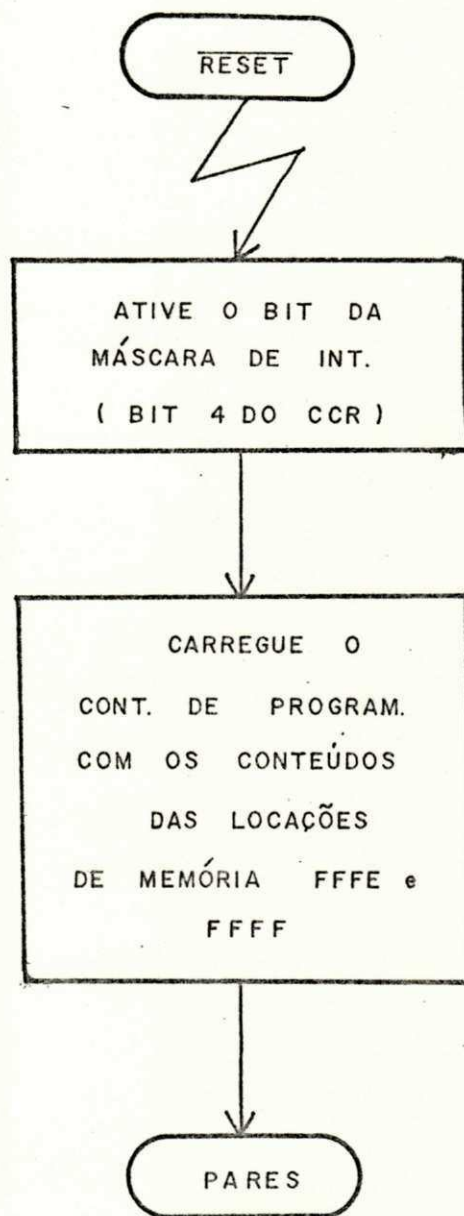 RESET
ATIVE O BIT DA
MÁSCARA DE INT.
( BIT 4 DO CCR )
CARREGUE O
CONT. DE PROGRAM.
COM OS CONTEÚDOS
DAS LOCAÇÕES
DE MEMÓRIA FFFE e
FFFF
PARES